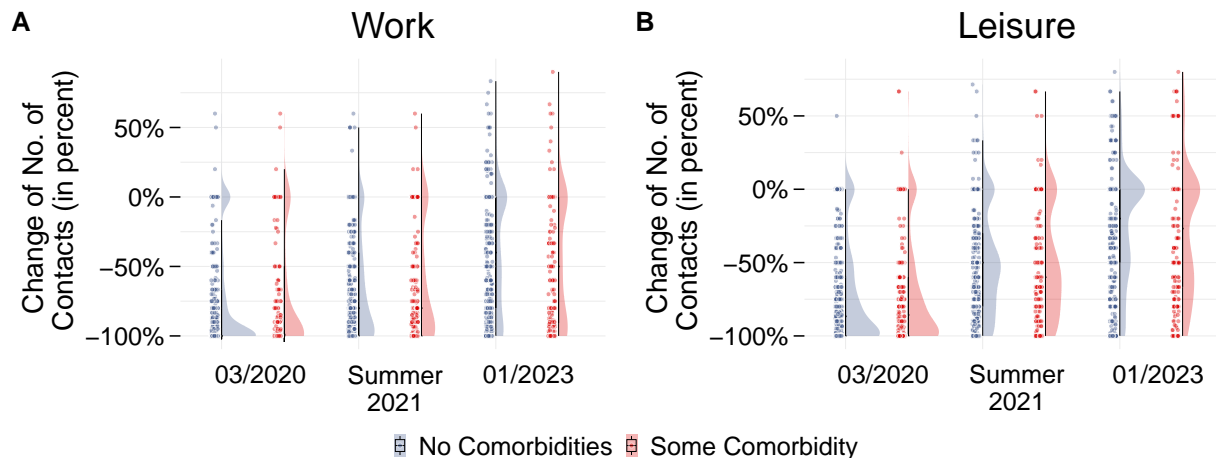 A
Work
Change of No. of
Contacts (in percent)
50%
0%
−50%
−100%
03/2020
Summer
2021
01/2023
B
Leisure
Change of No. of
Contacts (in percent)
50%
0%
−50%
−100%
03/2020
Summer
2021
01/2023
No Comorbidities
Some Comorbidity